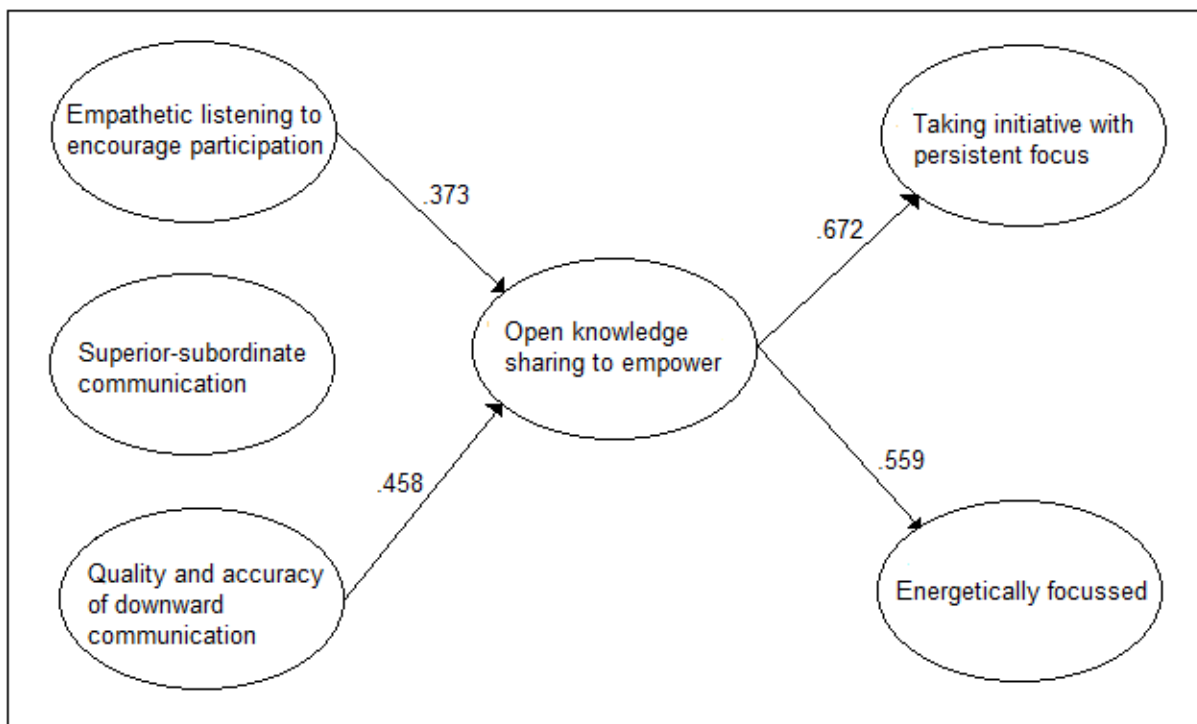 Empathetic listening to
encourage participation
Taking initiative with
persistent focus
.373
.672
Open knowledge
sharing to empower
Superior-subordinate
communication
.458
.559
Quality and accuracy
of downward
communication
Energetically focussed